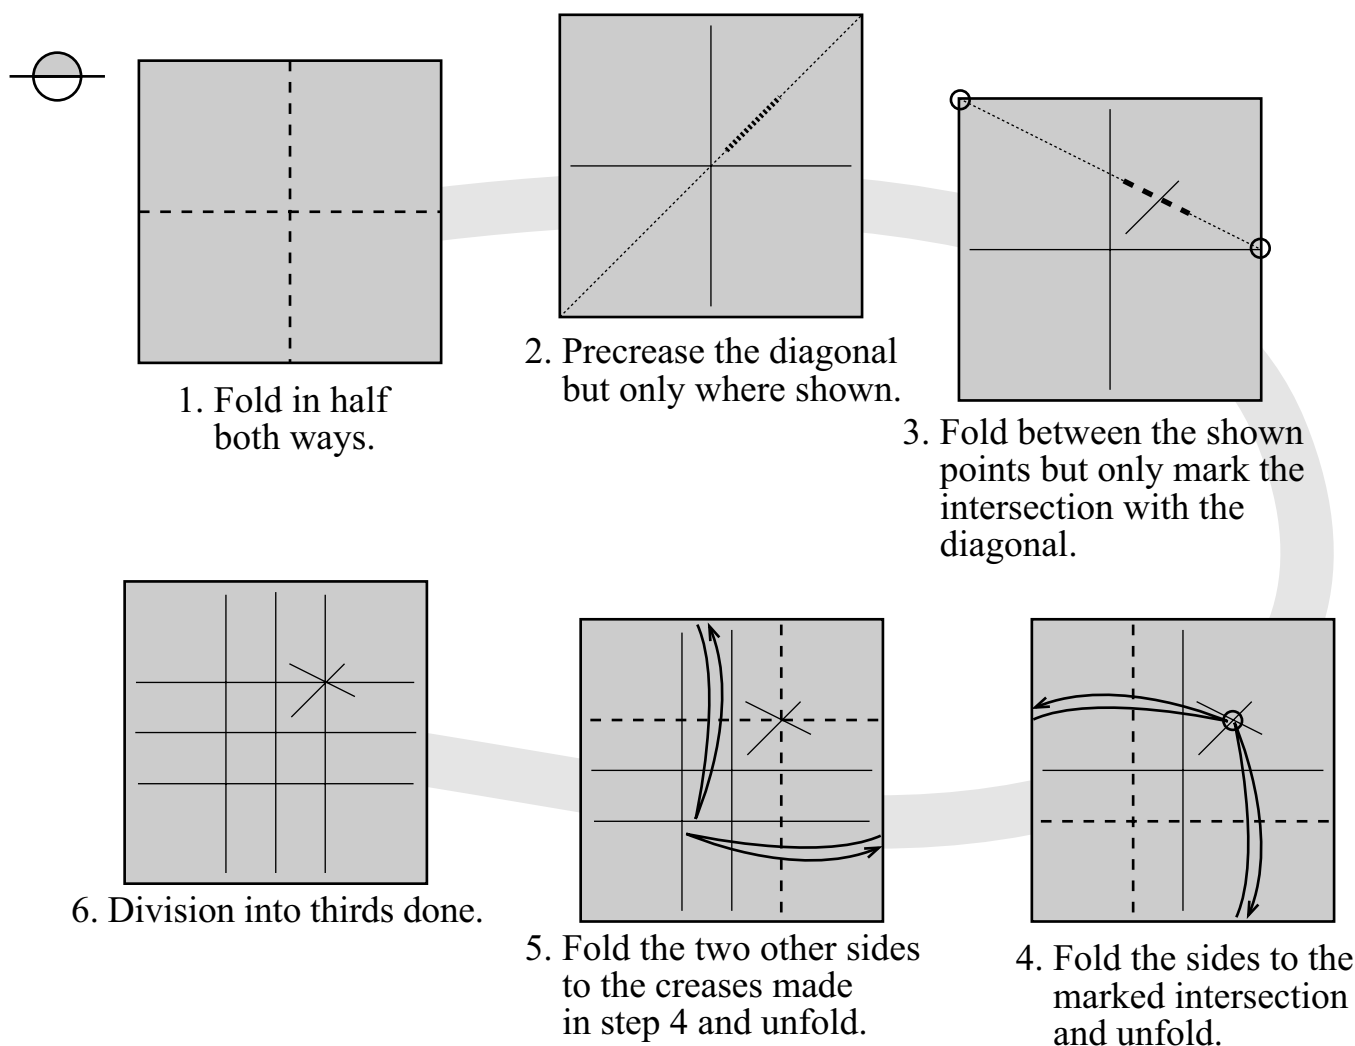 1. Fold in half
both ways.
2. Precrease the diagonal
but only where shown.
3. Fold between the shown
points but only mark the
intersection with the
diagonal.
4. Fold the sides to the
marked intersection
and unfold.
5. Fold the two other sides
to the creases made
in step 4 and unfold.
6. Division into thirds done.